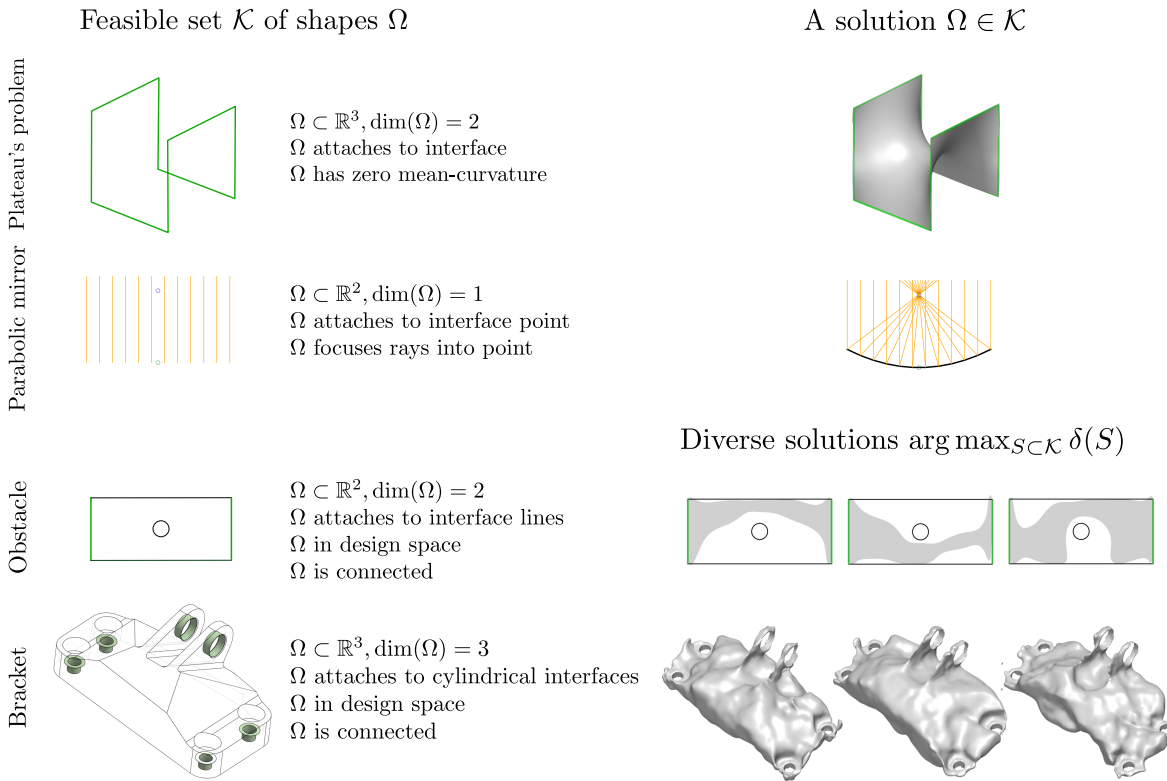 Feasible set 𝒦 of shapes Ω
A solution Ω ∈ 𝒦
Plateau's problem
Ω ⊂ ℝ³, dim(Ω) = 2
Ω attaches to interface
Ω has zero mean-curvature
Parabolic mirror
Ω ⊂ ℝ², dim(Ω) = 1
Ω attaches to interface point
Ω focuses rays into point
Diverse solutions arg max_{S⊂𝒦} δ(S)
Obstacle
Ω ⊂ ℝ², dim(Ω) = 2
Ω attaches to interface lines
Ω in design space
Ω is connected
Bracket
Ω ⊂ ℝ³, dim(Ω) = 3
Ω attaches to cylindrical interfaces
Ω in design space
Ω is connected